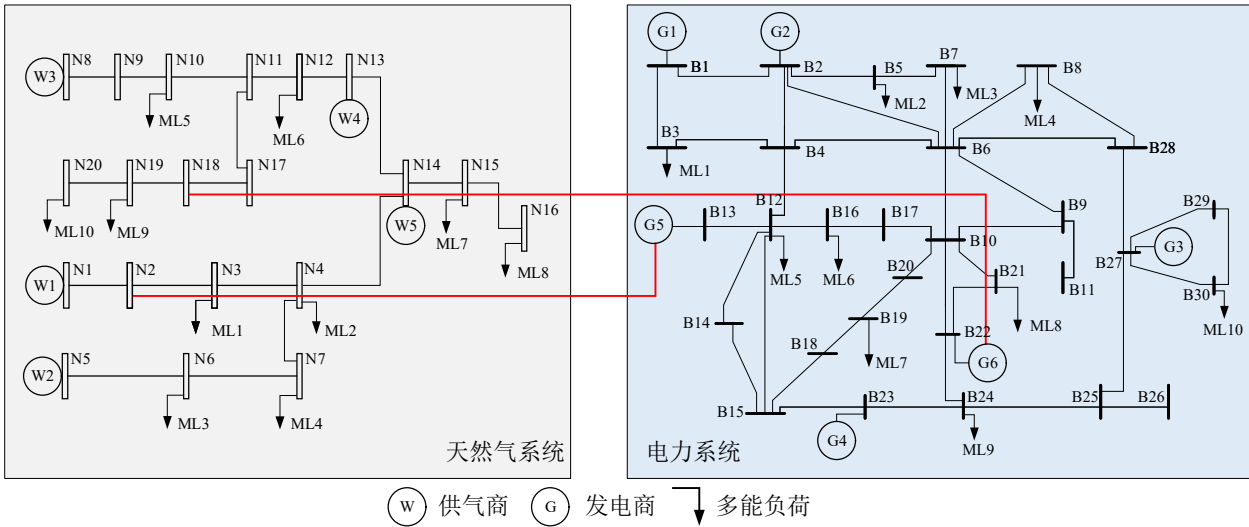 G1 G2
W3 N8 N9 N10 N11 N12 N13
B1 B2 B5 B7 B8
ML5 ML6 W4
ML2 ML3 ML4
N20 N19 N18 N17 N14 N15
B3 B4 B6 B28
ML1
ML10 ML9 W5 ML7 N16 ML8
G5 B13 B12 B16 B17 B10 B9 B29
G3
W1 N1 N2 N3 N4
ML5 ML6 B20 B21 B11 B27 B30
ML1 ML2
B14 B18 B19 B22 ML8 ML10
W2 N5 N6 N7
ML7 G6
ML3 ML4
B15 B23 B24 B25 B26
G4 ML9
天然气系统 电力系统
W 供气商 G 发电商 多能负荷